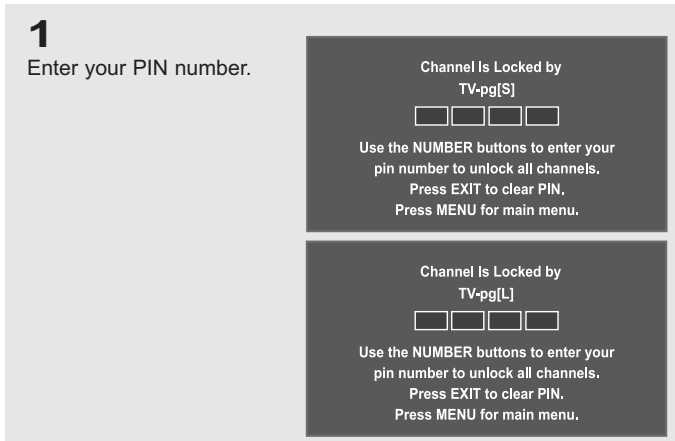 1
Enter your PIN number.
Channel Is Locked by
TV-pg[S]
Use the NUMBER buttons to enter your
pin number to unlock all channels.
Press EXIT to clear PIN.
Press MENU for main menu.
Channel Is Locked by
TV-pg[L]
Use the NUMBER buttons to enter your
pin number to unlock all channels.
Press EXIT to clear PIN.
Press MENU for main menu.